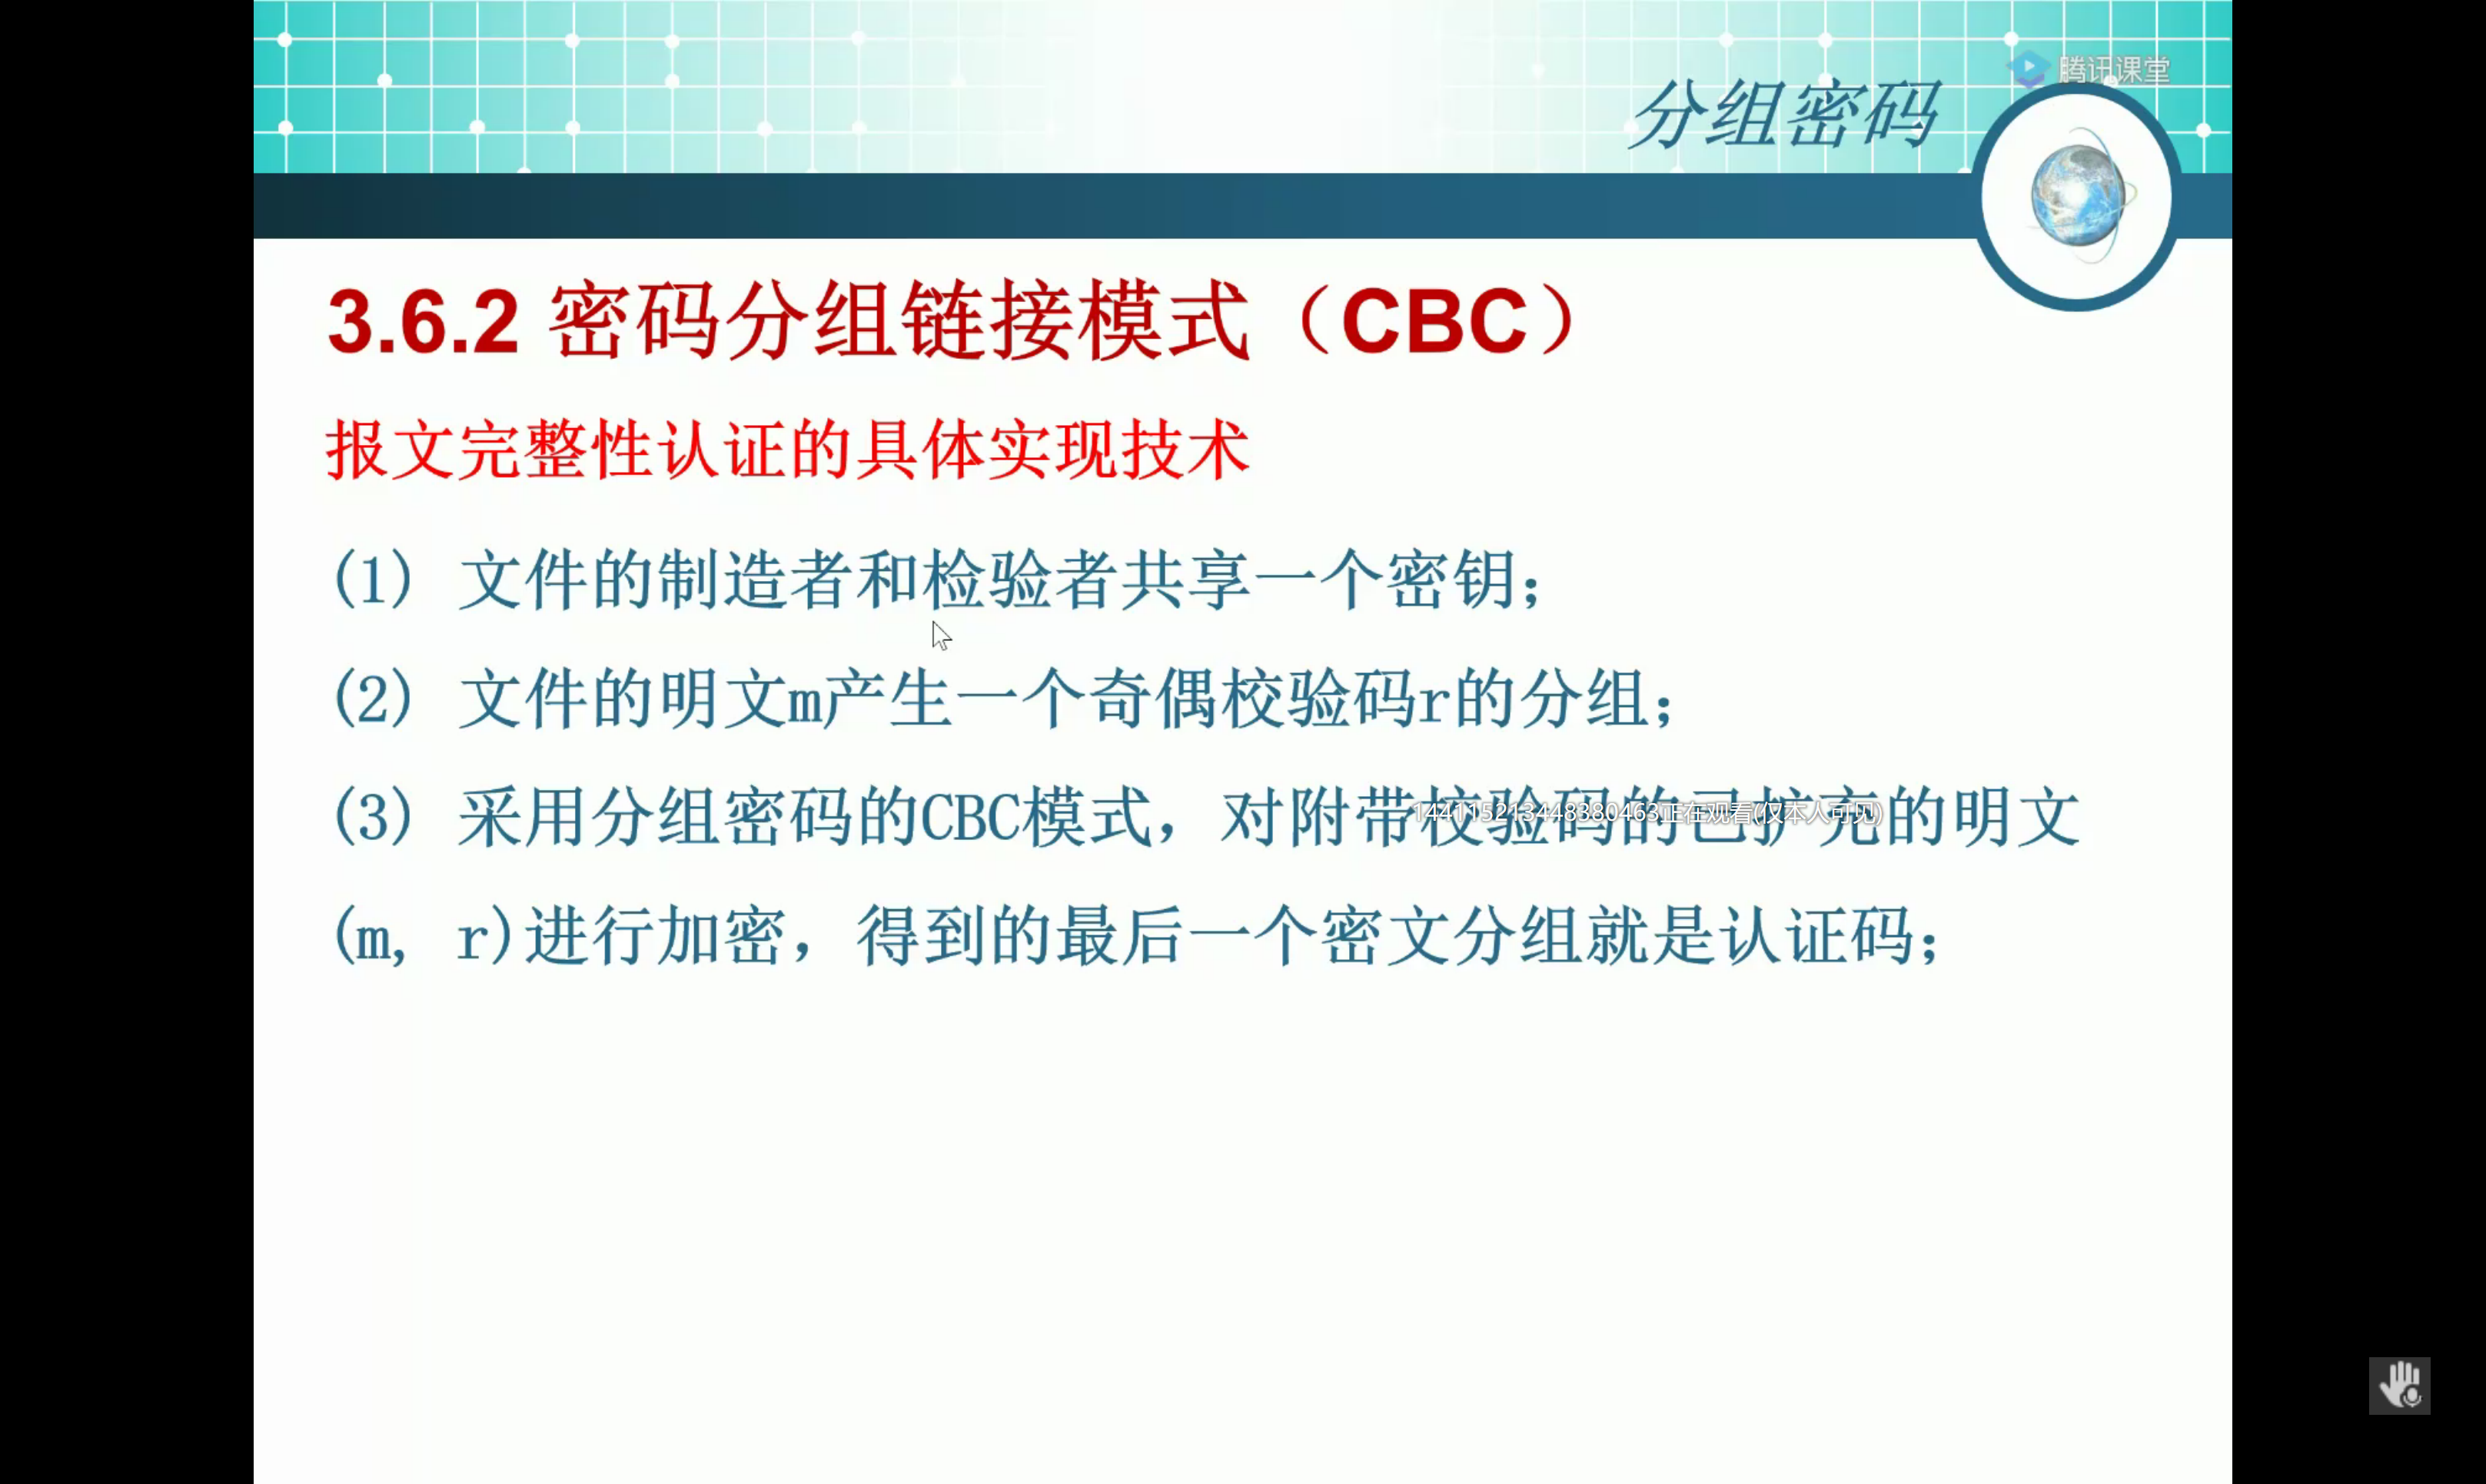 腾讯课堂
分组密码
3.6.2 密码分组链接模式（CBC）
报文完整性认证的具体实现技术
(1) 文件的制造者和检验者共享一个密钥；
(2) 文件的明文m产生一个奇偶校验码r的分组；
(3) 采用分组密码的CBC模式，对附带校验码的已扩充的明文
144115213448380463正在观看(仅本人可见)
(m, r)进行加密，得到的最后一个密文分组就是认证码；